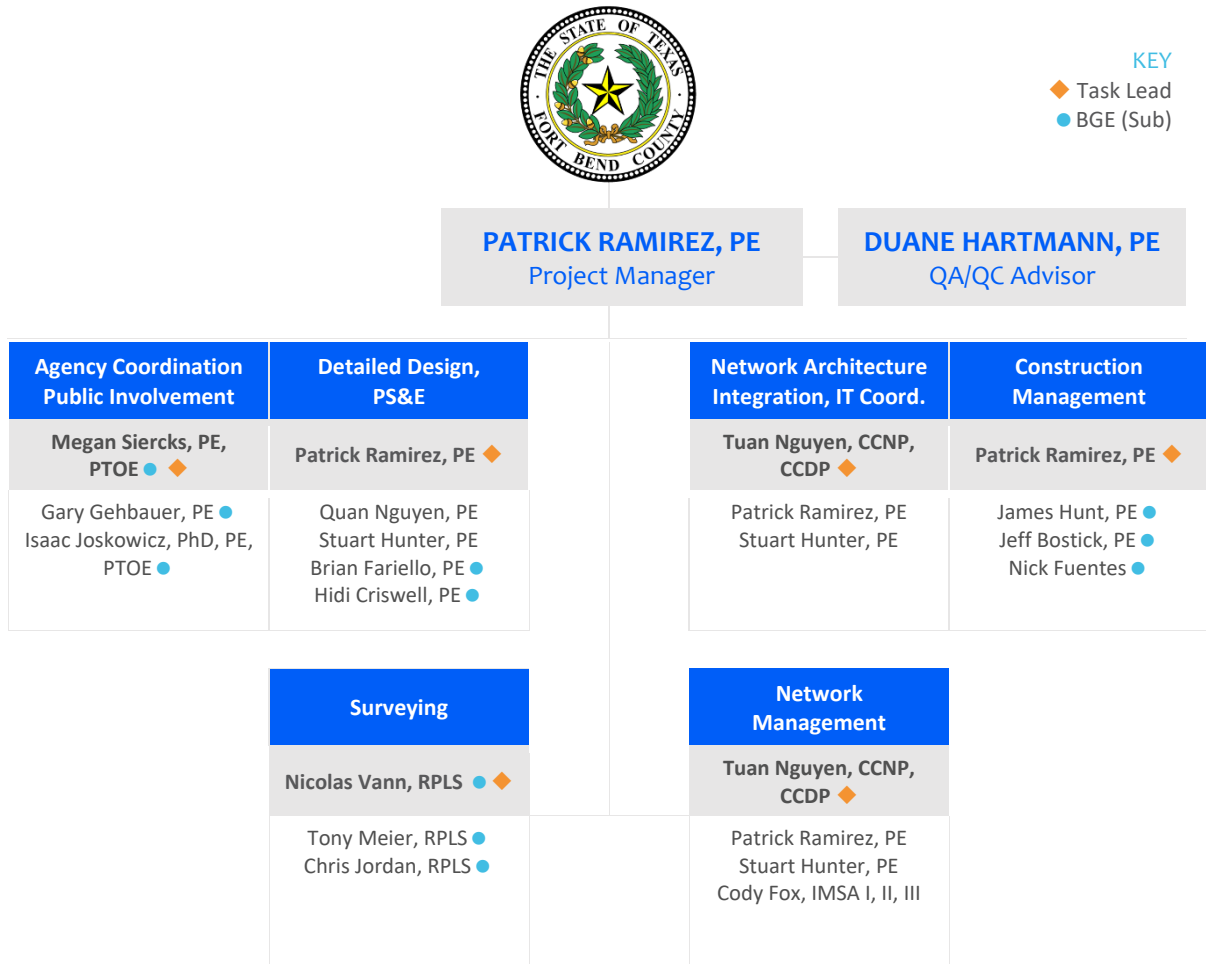 THE STATE OF TEXAS
FORT BEND COUNTY
KEY
Task Lead
BGE (Sub)
PATRICK RAMIREZ, PE
Project Manager
DUANE HARTMANN, PE
QA/QC Advisor
Agency Coordination
Public Involvement
Megan Siercks, PE,
PTOE
Gary Gehbauer, PE
Isaac Joskowicz, PhD, PE,
PTOE
Detailed Design,
PS&E
Patrick Ramirez, PE
Quan Nguyen, PE
Stuart Hunter, PE
Brian Fariello, PE
Hidi Criswell, PE
Network Architecture
Integration, IT Coord.
Tuan Nguyen, CCNP,
CCDP
Patrick Ramirez, PE
Stuart Hunter, PE
Construction
Management
Patrick Ramirez, PE
James Hunt, PE
Jeff Bostick, PE
Nick Fuentes
Surveying
Nicolas Vann, RPLS
Tony Meier, RPLS
Chris Jordan, RPLS
Network
Management
Tuan Nguyen, CCNP,
CCDP
Patrick Ramirez, PE
Stuart Hunter, PE
Cody Fox, IMSA I, II, III